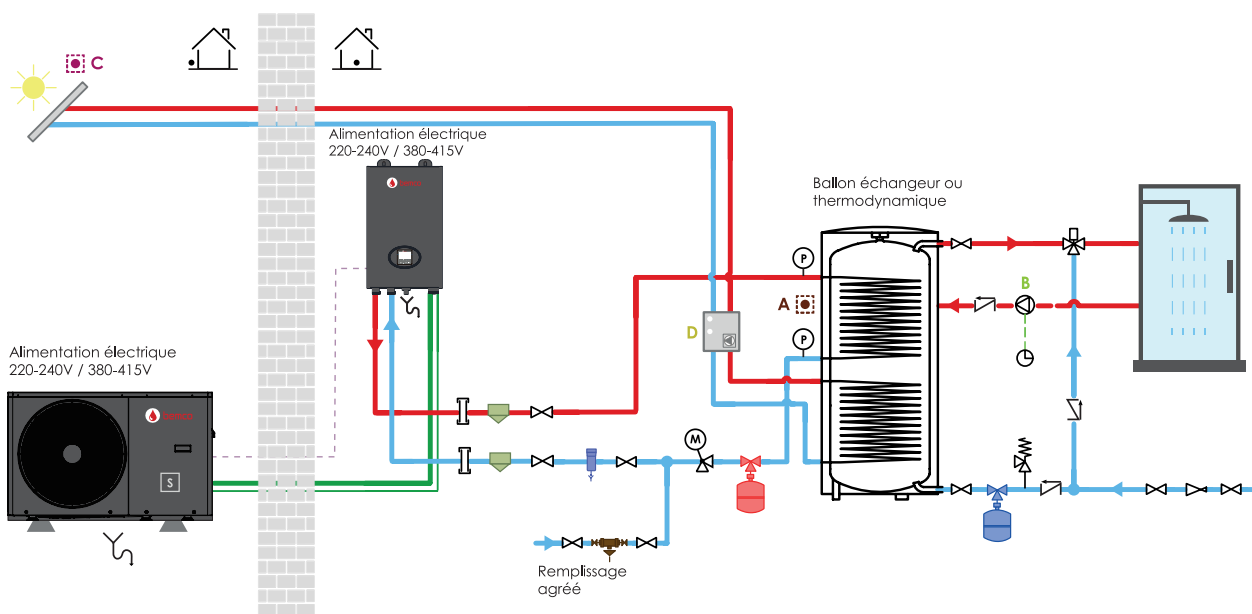 C
Alimentation électrique
220-240V / 380-415V
Ballon échangeur ou
thermodynamique
P
A
B
D
P
Alimentation électrique
220-240V / 380-415V
M
S
Remplissage
agréé